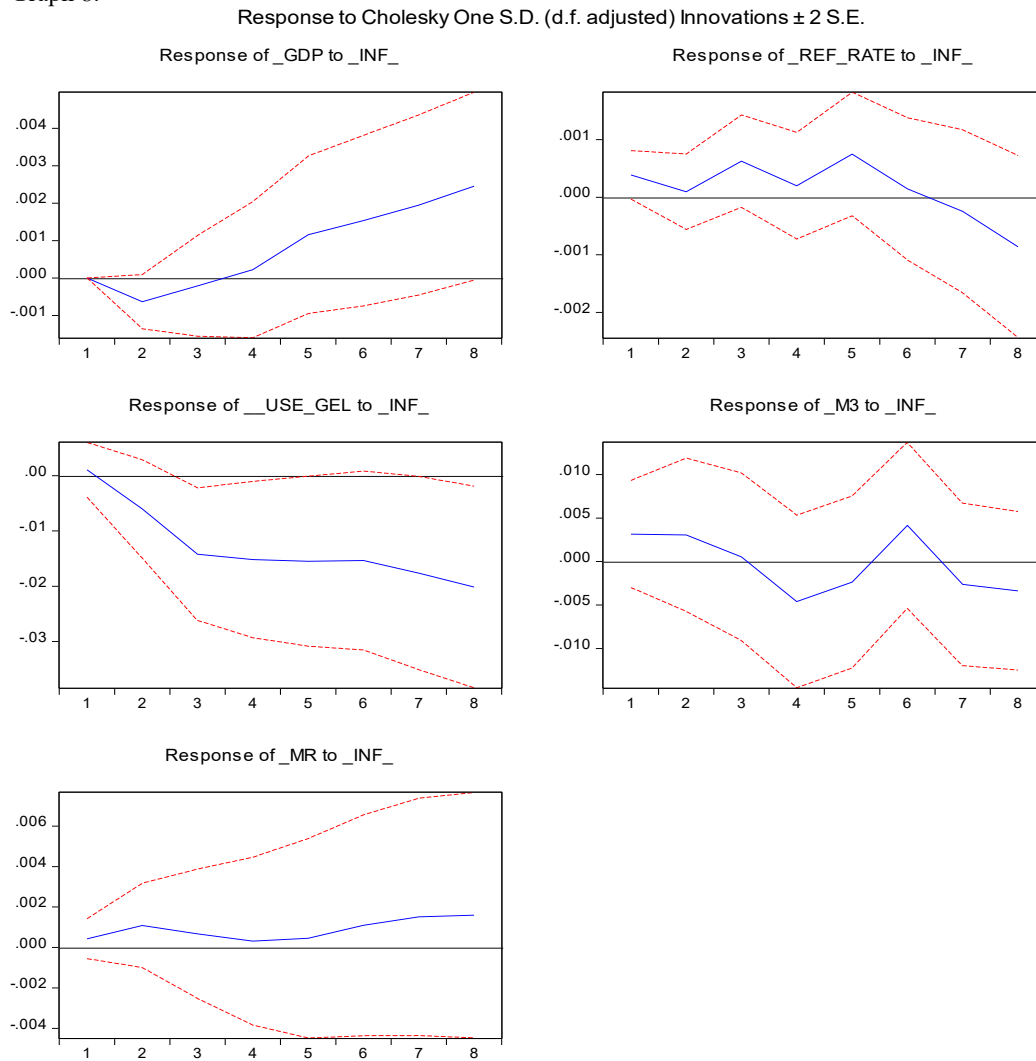 Response to Cholesky One S.D. (d.f. adjusted) Innovations ± 2 S.E.
Response of _GDP to _INF_
.004
.003
.002
.001
.000
-.001
1 2 3 4 5 6 7 8
Response of _REF_RATE to _INF_
.001
.000
-.001
-.002
1 2 3 4 5 6 7 8
Response of __USE_GEL to _INF_
.00
-.01
-.02
-.03
1 2 3 4 5 6 7 8
Response of _M3 to _INF_
.010
.005
.000
-.005
-.010
1 2 3 4 5 6 7 8
Response of _MR to _INF_
.006
.004
.002
.000
-.002
-.004
1 2 3 4 5 6 7 8